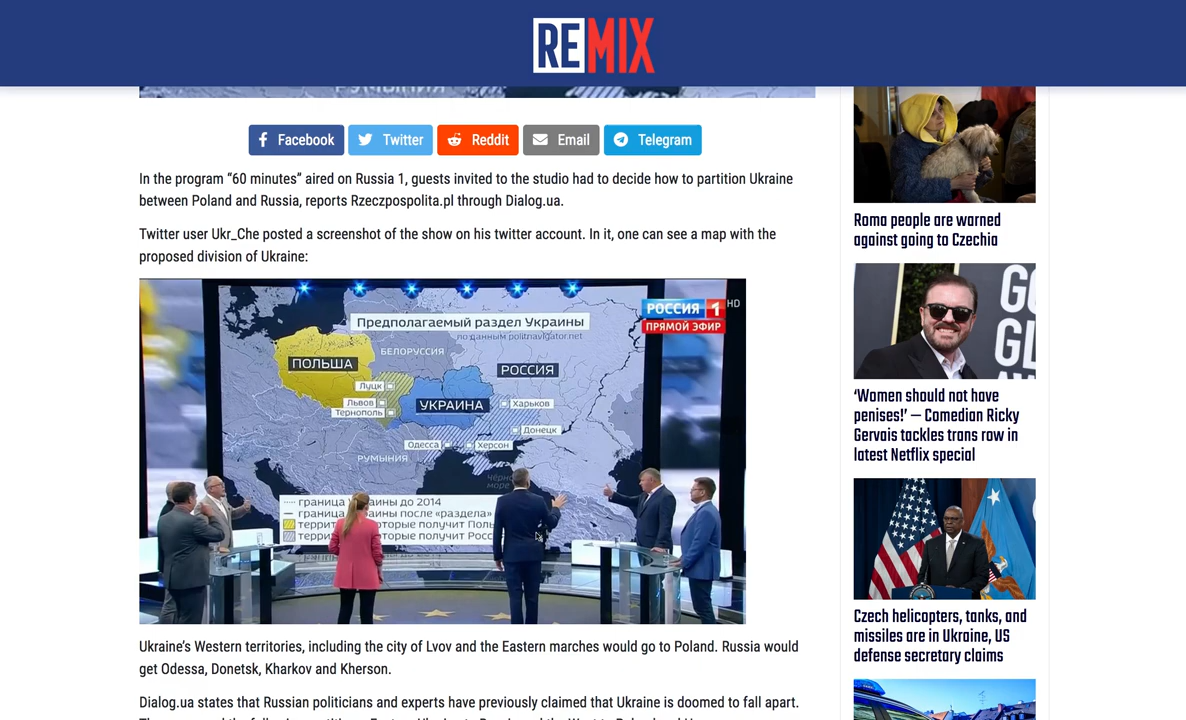 REMIX
РУМЫНИЯ
Facebook
Twitter
Reddit
Email
Telegram
In the program “60 minutes” aired on Russia 1, guests invited to the studio had to decide how to partition Ukraine
between Poland and Russia, reports Rzeczpospolita.pl through Dialog.ua.
Twitter user Ukr_Che posted a screenshot of the show on his twitter account. In it, one can see a map with the
proposed division of Ukraine:
РОССИЯ 1 HD
ПРЯМОЙ ЭФИР
Предполагаемый раздел Украины
по данным politnavigator.net
БЕЛОРУССИЯ
ПОЛЬША
РОССИЯ
Луцк
Львов
Тернополь
УКРАИНА
Харьков
Донецк
Одесса
Херсон
РУМЫНИЯ
Черно
море
граница Украины до 2014
граница Украины после «раздела»
террит которые получит Поль
террит которые получит Росс
Ukraine’s Western territories, including the city of Lvov and the Eastern marches would go to Poland. Russia would
get Odessa, Donetsk, Kharkov and Kherson.
Dialog.ua states that Russian politicians and experts have previously claimed that Ukraine is doomed to fall apart.
Roma people are warned
against going to Czechia
GO
GL
‘Women should not have
penises!’ — Comedian Ricky
Gervais tackles trans row in
latest Netflix special
Czech helicopters, tanks, and
missiles are in Ukraine, US
defense secretary claims